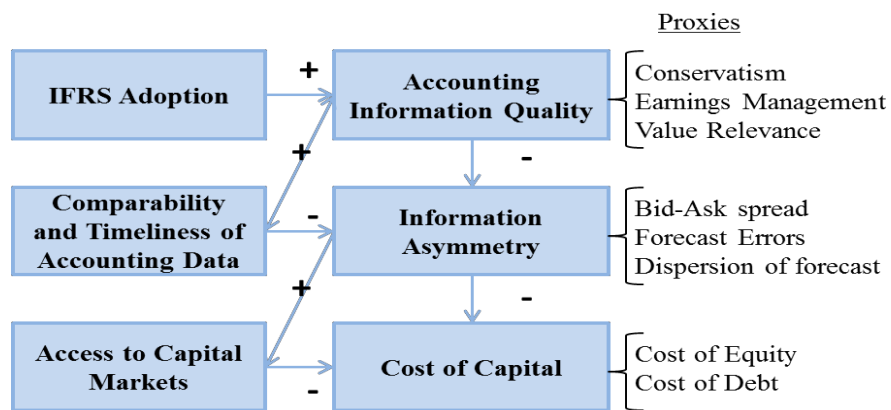 Proxies
+
IFRS Adoption
Accounting
Information Quality
Conservatism
Earnings Management
Value Relevance
+
-
Comparability
and Timeliness of
Accounting Data
-
Information
Asymmetry
Bid-Ask spread
Forecast Errors
Dispersion of forecast
+
-
Access to Capital
Markets
-
Cost of Capital
Cost of Equity
Cost of Debt